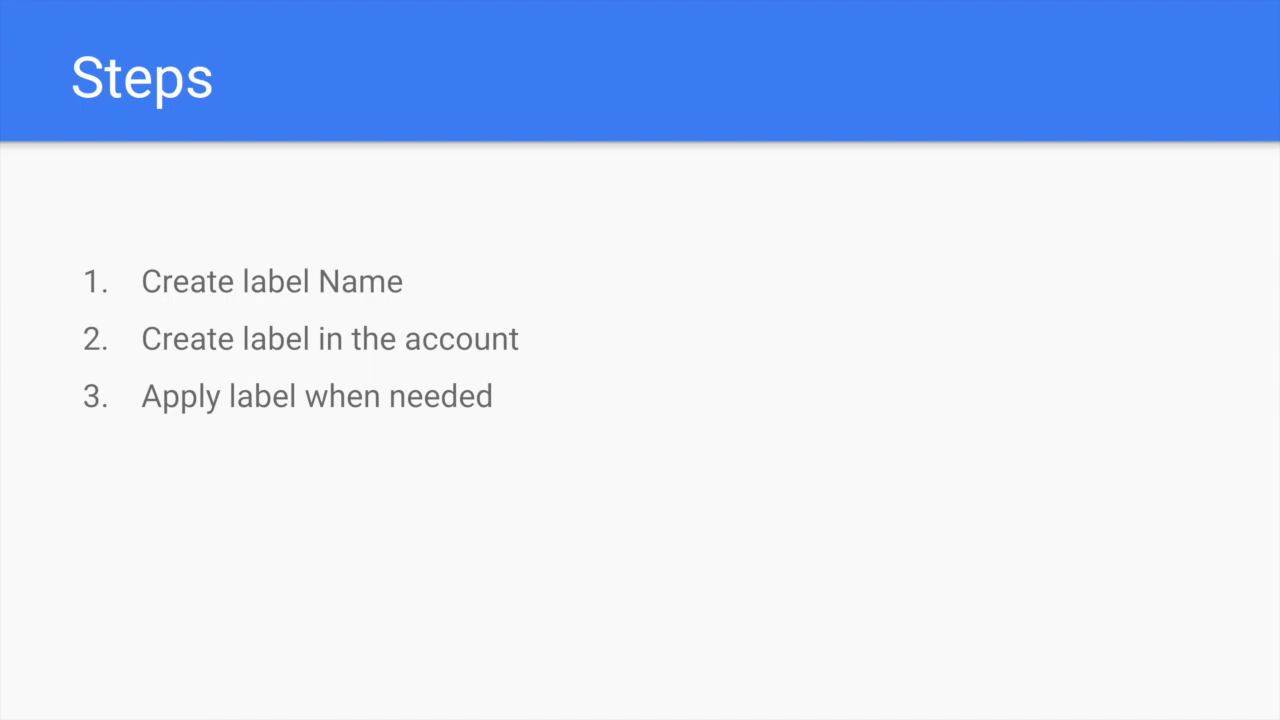 Steps
1. Create label Name
2. Create label in the account
3. Apply label when needed